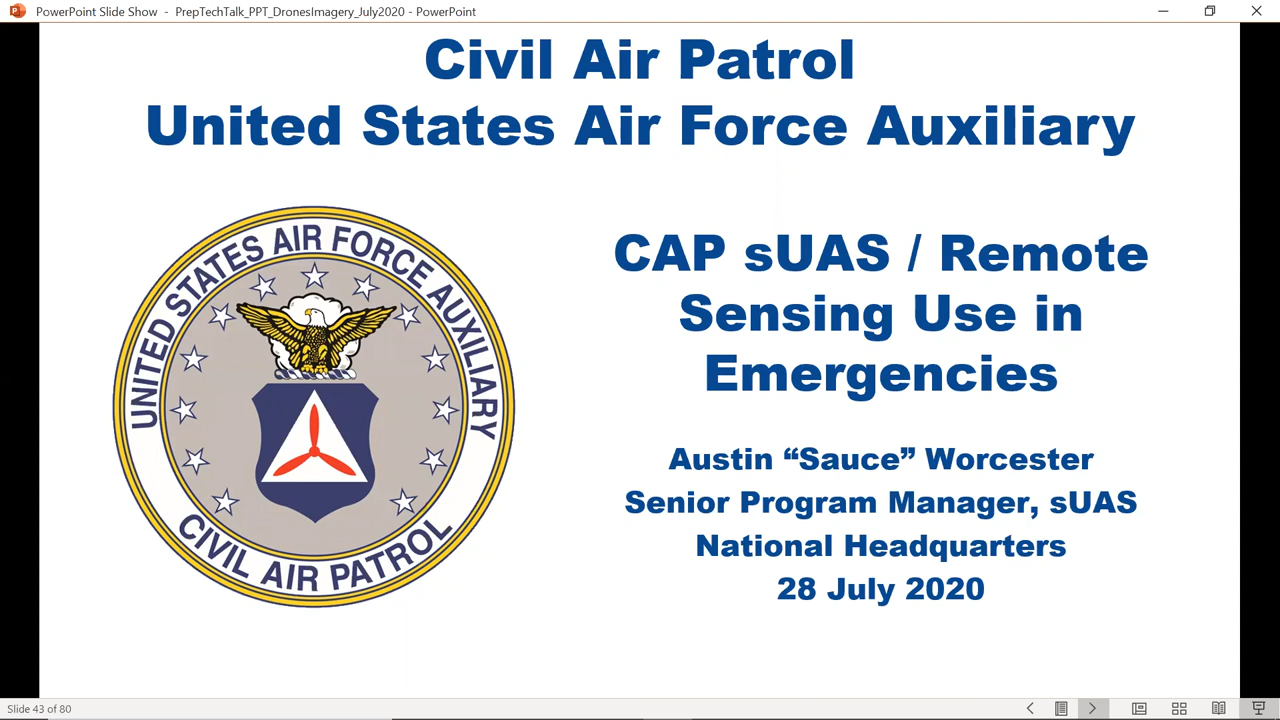 PowerPoint Slide Show - PrepTechTalk_PPT_DronesImagery_July2020 - PowerPoint
Civil Air Patrol
United States Air Force Auxiliary
UNITED STATES AIR FORCE AUXILIARY
CIVIL AIR PATROL
CAP sUAS / Remote
Sensing Use in
Emergencies
Austin “Sauce” Worcester
Senior Program Manager, sUAS
National Headquarters
28 July 2020
Slide 43 of 80